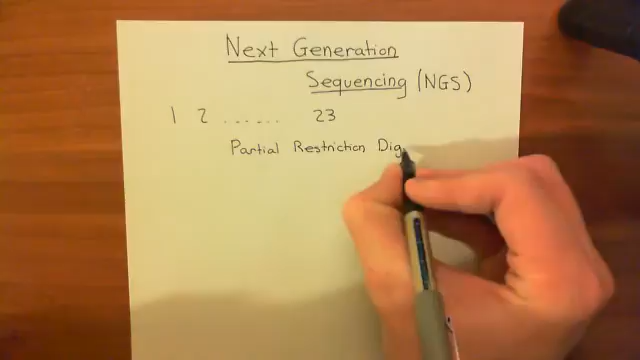 Next Generation
Sequencing (NGS)
1 2 ...... 23
Partial Restriction Dig